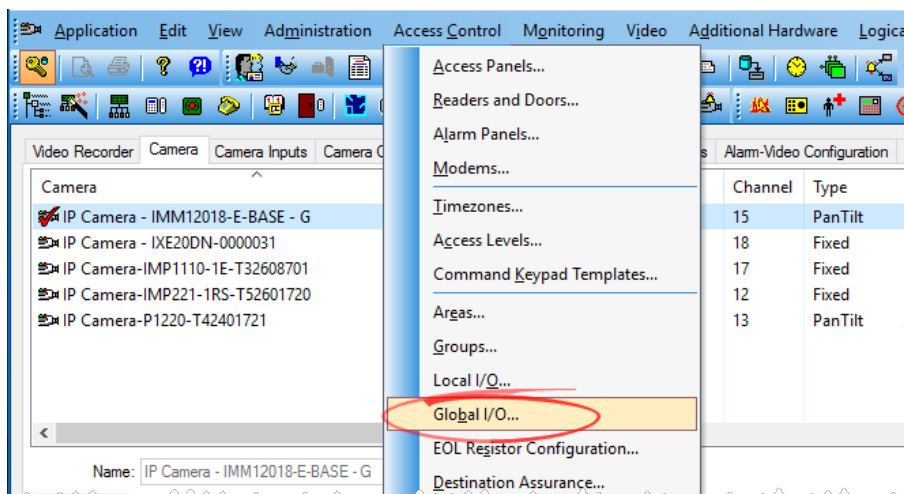 Application Edit View Administration Access Control Monitoring Video Additional Hardware Logica
Access Panels...
Readers and Doors...
Alarm Panels...
Modems...
Timezones...
Access Levels...
Command Keypad Templates...
Areas...
Groups...
Local I/O...
Global I/O...
EOL Resistor Configuration...
Destination Assurance...
Video Recorder Camera Camera Inputs Camera O s Alarm-Video Configuration
Camera Channel Type
IP Camera - IMM12018-E-BASE - G 15 PanTilt
IP Camera - IXE20DN-0000031 18 Fixed
IP Camera-IMP1110-1E-T32608701 17 Fixed
IP Camera-IMP221-1RS-T52601720 12 Fixed
IP Camera-P1220-T42401721 13 PanTilt
Name: IP Camera - IMM12018-E-BASE - G